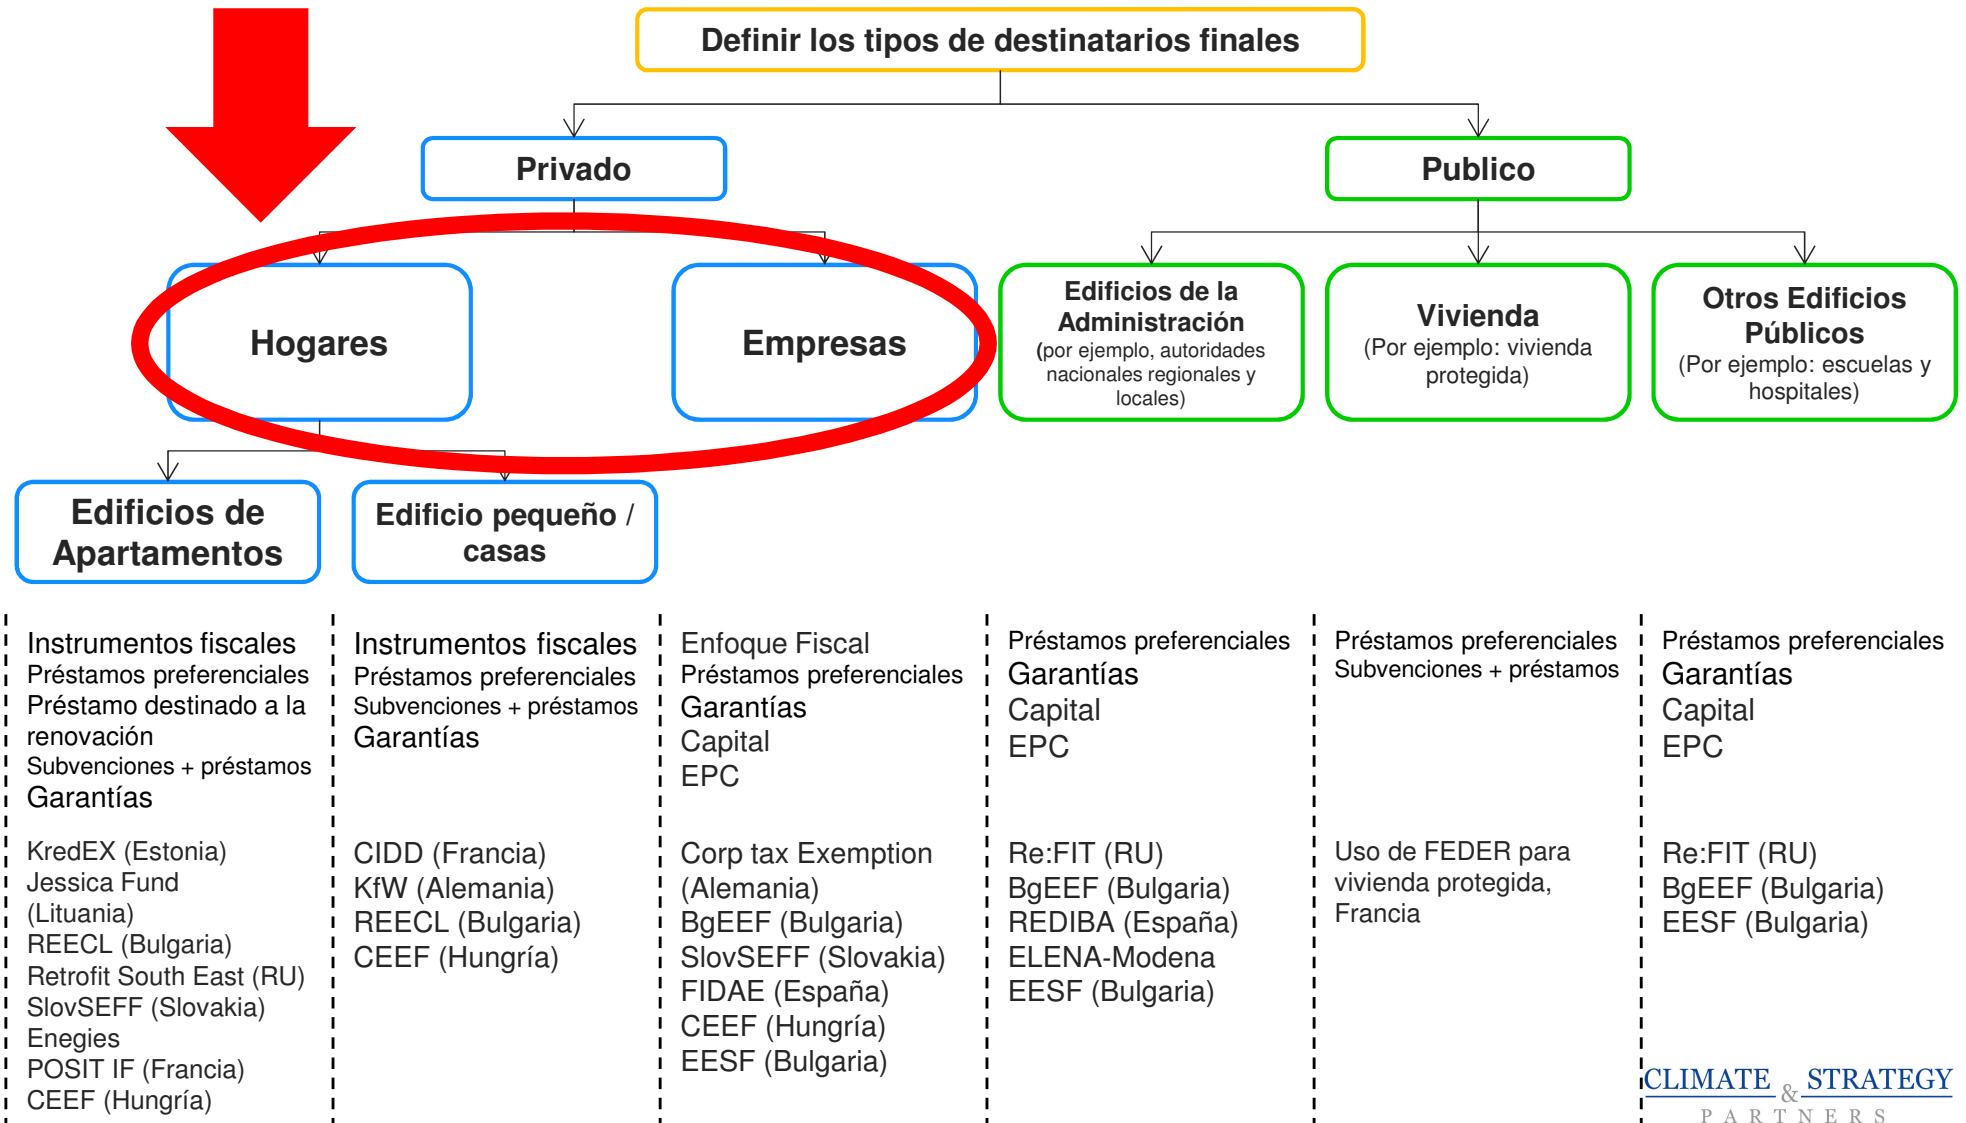 Definir los tipos de destinatarios finales
Privado
Publico
Hogares
Empresas
Edificios de la
Administración
(por ejemplo, autoridades
nacionales regionales y
locales)
Vivienda
(Por ejemplo: vivienda
protegida)
Otros Edificios
Públicos
(Por ejemplo: escuelas y
hospitales)
Edificios de
Apartamentos
Edificio pequeño /
casas
Instrumentos fiscales
Préstamos preferenciales
Préstamo destinado a la
renovación
Subvenciones + préstamos
Garantías
KredEX (Estonia)
Jessica Fund
(Lituania)
REECL (Bulgaria)
Retrofit South East (RU)
SlovSEFF (Slovakia)
Enegies
POSIT IF (Francia)
CEEF (Hungría)
Instrumentos fiscales
Préstamos preferenciales
Subvenciones + préstamos
Garantías
CIDD (Francia)
KfW (Alemania)
REECL (Bulgaria)
CEEF (Hungría)
Enfoque Fiscal
Préstamos preferenciales
Garantías
Capital
EPC
Corp tax Exemption
(Alemania)
BgEEF (Bulgaria)
SlovSEFF (Slovakia)
FIDAE (España)
CEEF (Hungría)
EESF (Bulgaria)
Préstamos preferenciales
Garantías
Capital
EPC
Re:FIT (RU)
BgEEF (Bulgaria)
REDIBA (España)
ELENA-Modena
EESF (Bulgaria)
Préstamos preferenciales
Subvenciones + préstamos
Uso de FEDER para
vivienda protegida,
Francia
Préstamos preferenciales
Garantías
Capital
EPC
Re:FIT (RU)
BgEEF (Bulgaria)
EESF (Bulgaria)
CLIMATE & STRATEGY
PARTNERS